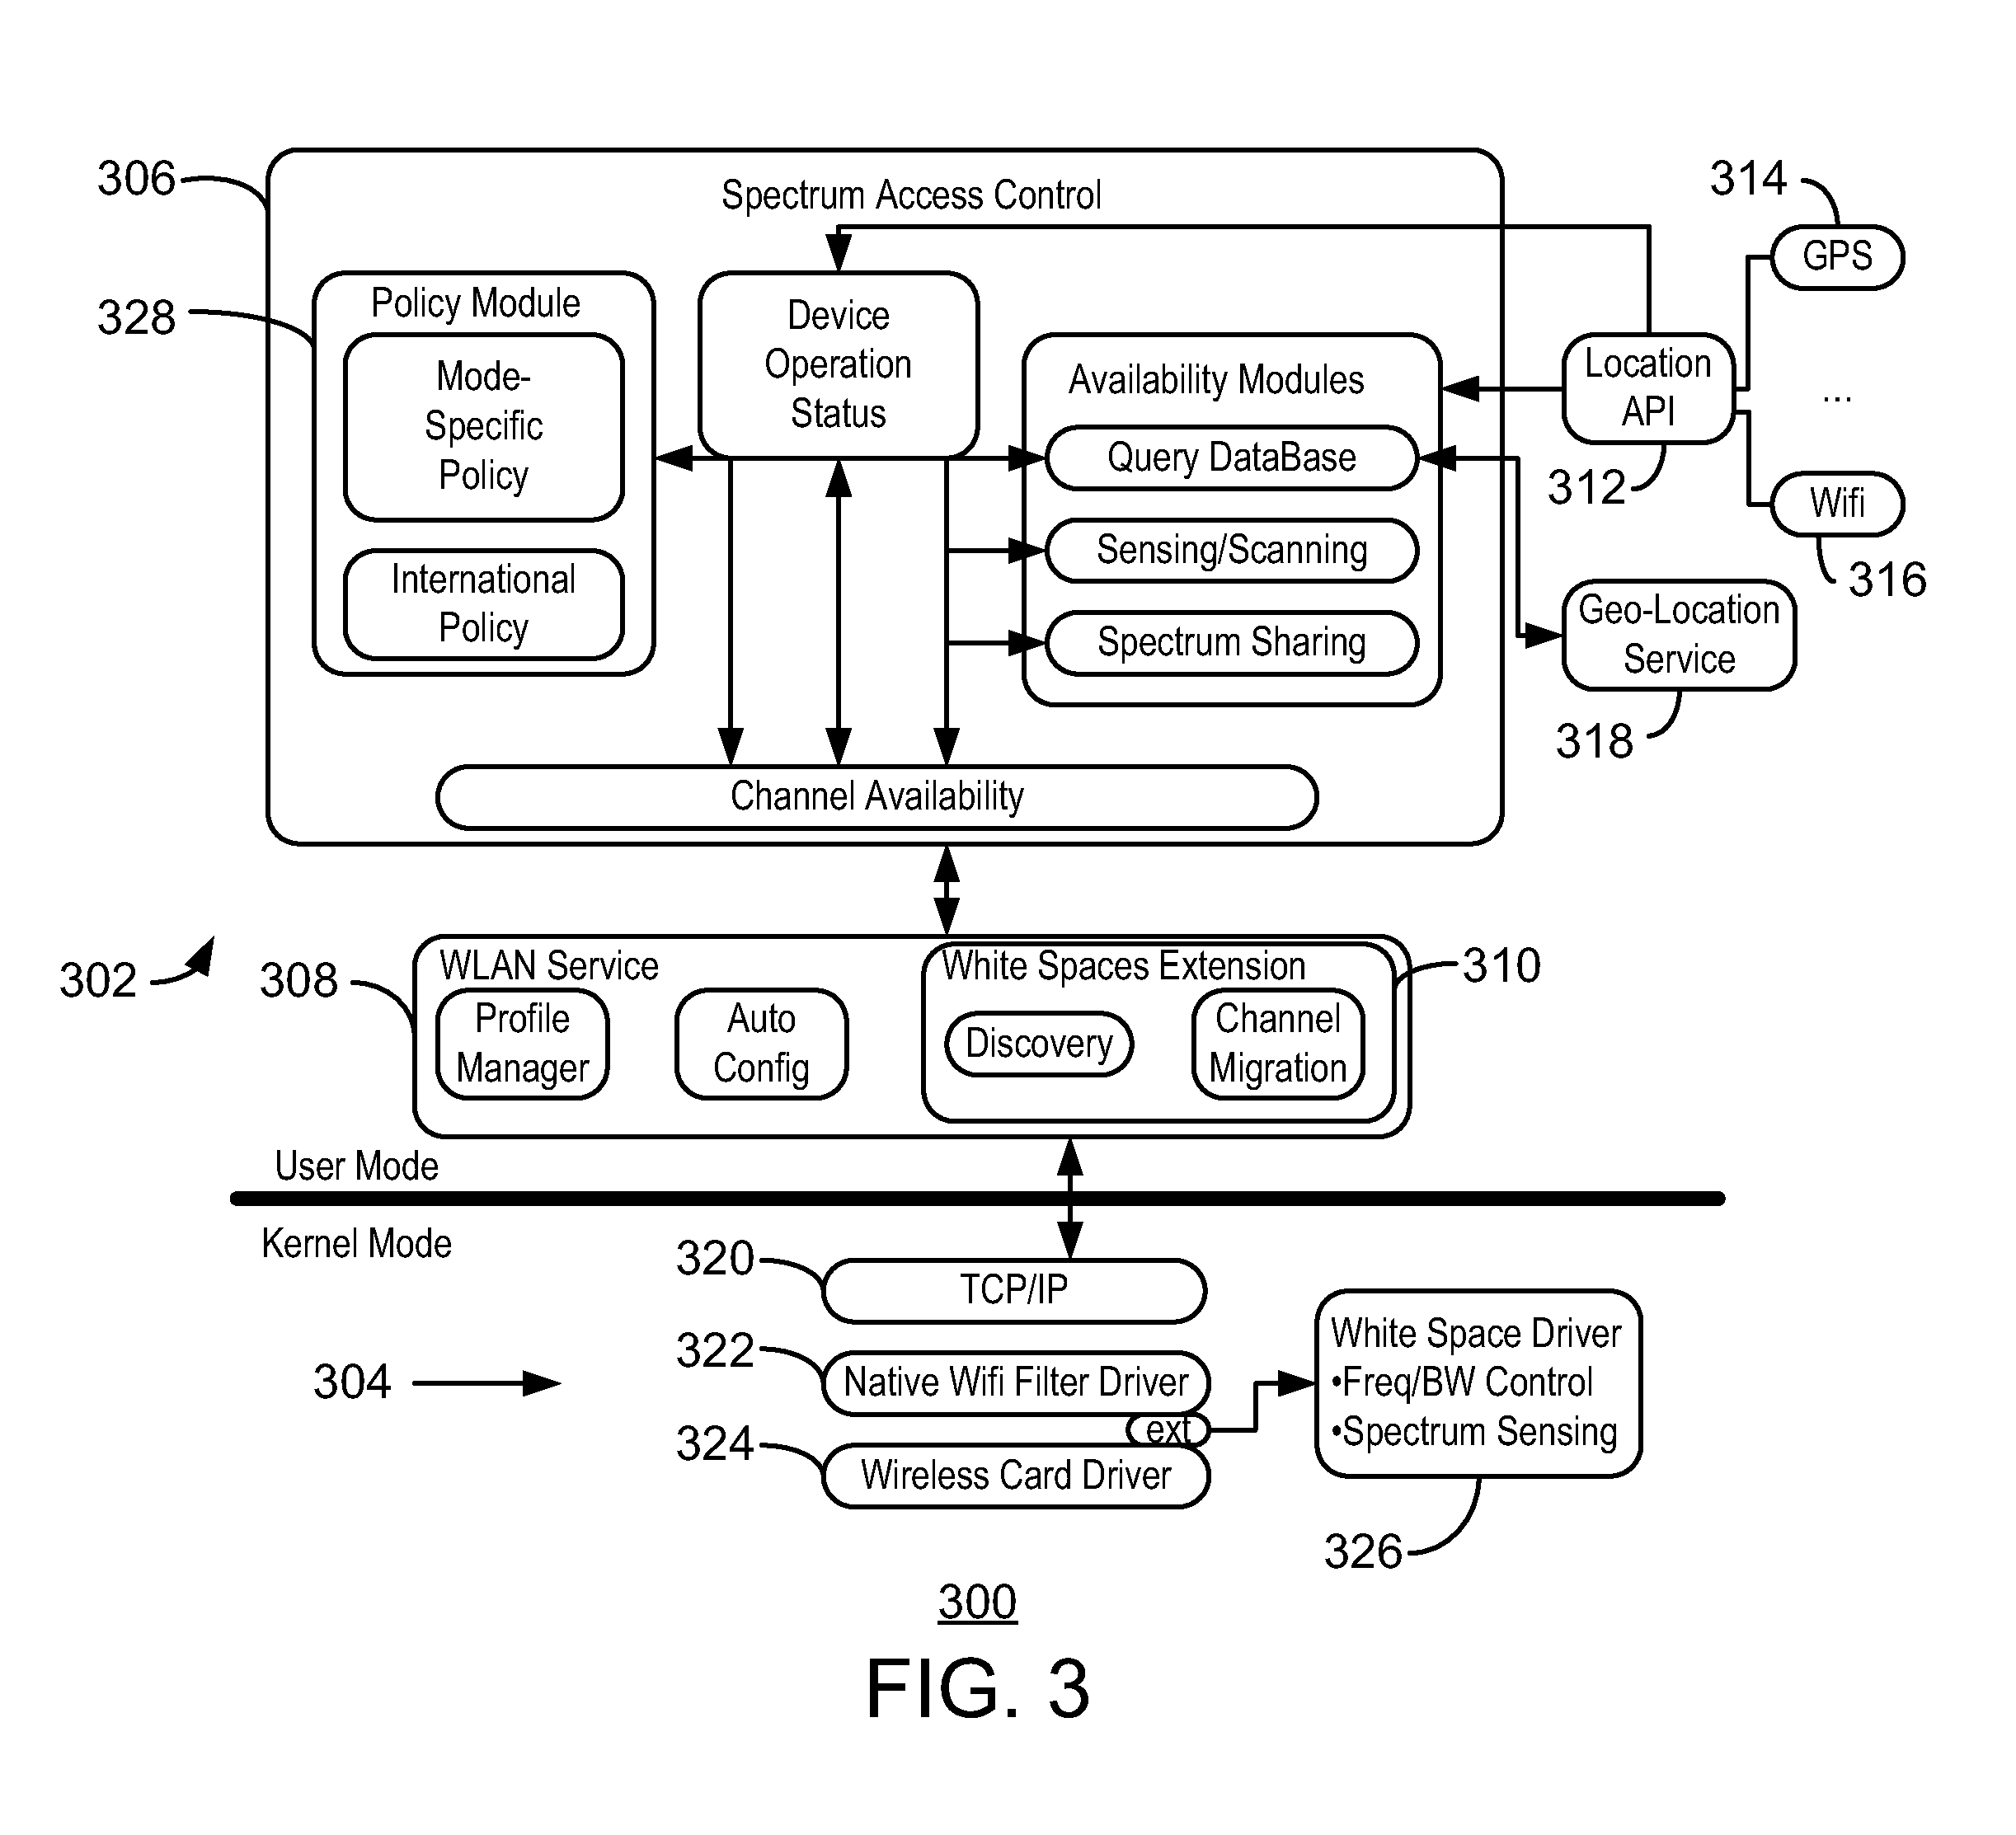 306
Spectrum Access Control
314
GPS
328
Policy Module
Mode-
Specific
Policy
International
Policy
Device
Operation
Status
Availability Modules
Query DataBase
Sensing/Scanning
Spectrum Sharing
Location
API
312
...
Wifi
316
Geo-Location
Service
318
Channel Availability
302
308
WLAN Service
Profile
Manager
Auto
Config
White Spaces Extension
Discovery
Channel
Migration
310
User Mode
Kernel Mode
320
TCP/IP
304
322
Native Wifi Filter Driver
ext
324
Wireless Card Driver
White Space Driver
•Freq/BW Control
•Spectrum Sensing
326
300
FIG. 3